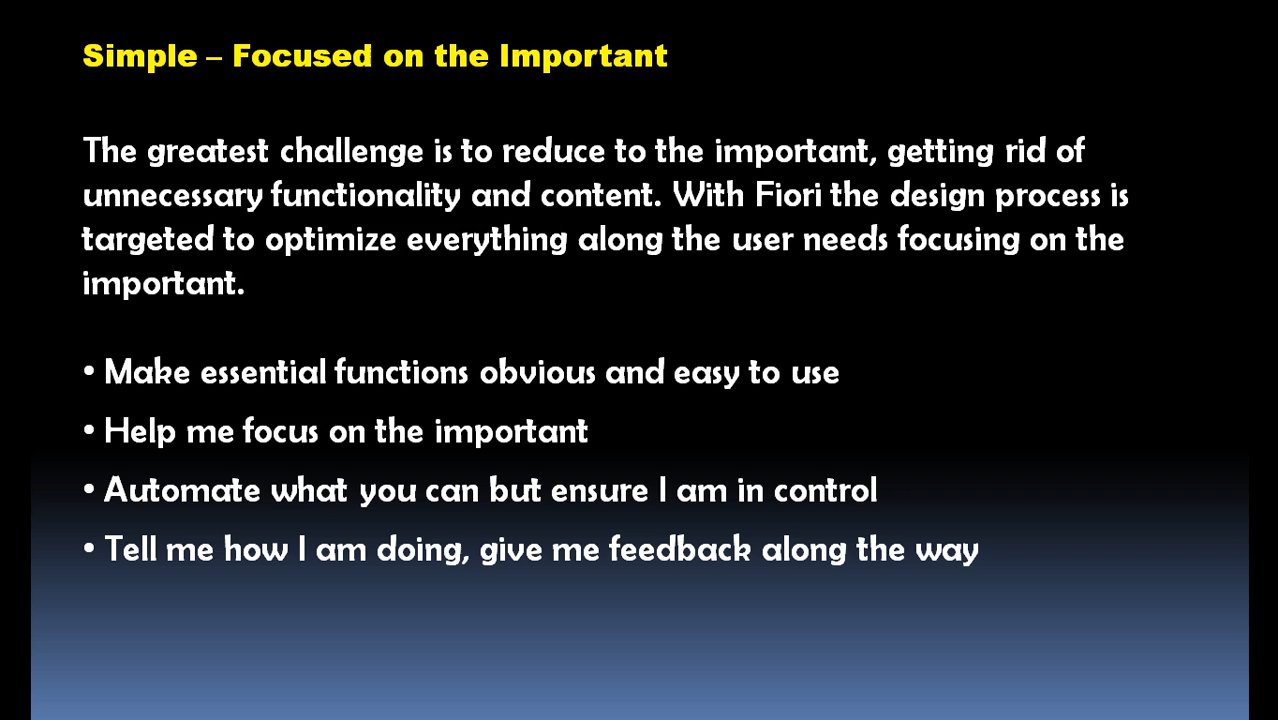 Simple – Focused on the Important
The greatest challenge is to reduce to the important, getting rid of
unnecessary functionality and content. With Fiori the design process is
targeted to optimize everything along the user needs focusing on the
important.
• Make essential functions obvious and easy to use
• Help me focus on the important
• Automate what you can but ensure I am in control
• Tell me how I am doing, give me feedback along the way